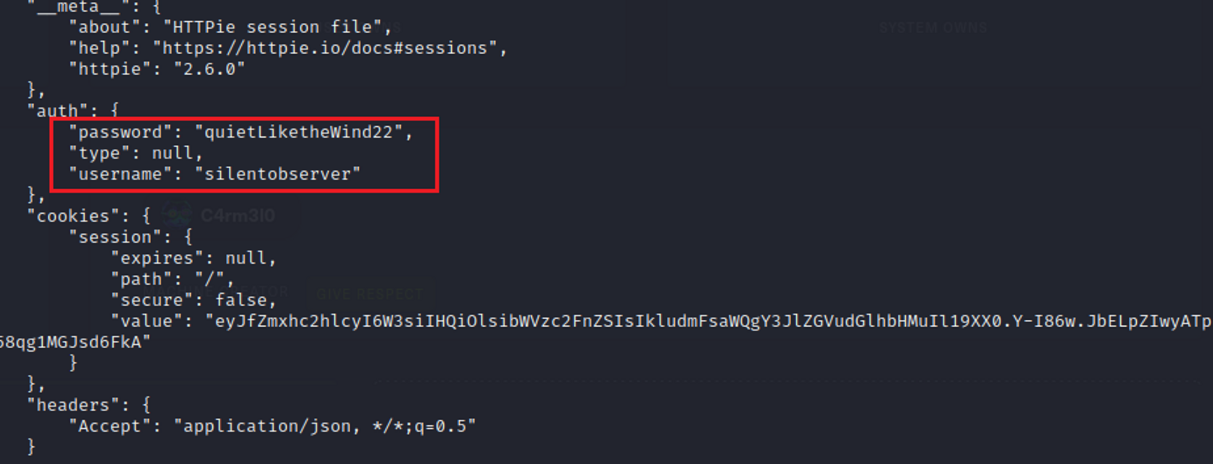 "__meta__": {
"about": "HTTPie session file",
"help": "https://httpie.io/docs#sessions",
"httpie": "2.6.0"
},
"auth": {
"password": "quietLiketheWind22",
"type": null,
"username": "silentobserver"
},
"cookies": {
"session": {
"expires": null,
"path": "/",
"secure": false,
"value": "eyJfZmxhc2hlcyI6W3siIHQiOlsibWVzc2FnZSIsIkludmFsaWQgY3JlZGVudGlhbHMuIl19XX0.Y-I86w.JbELpZIwyATp
68qg1MGJsd6FkA"
}
},
"headers": {
"Accept": "application/json, */*;q=0.5"
}
SYSTEM OWNS
C4rm3l0
GIVE RESPECT